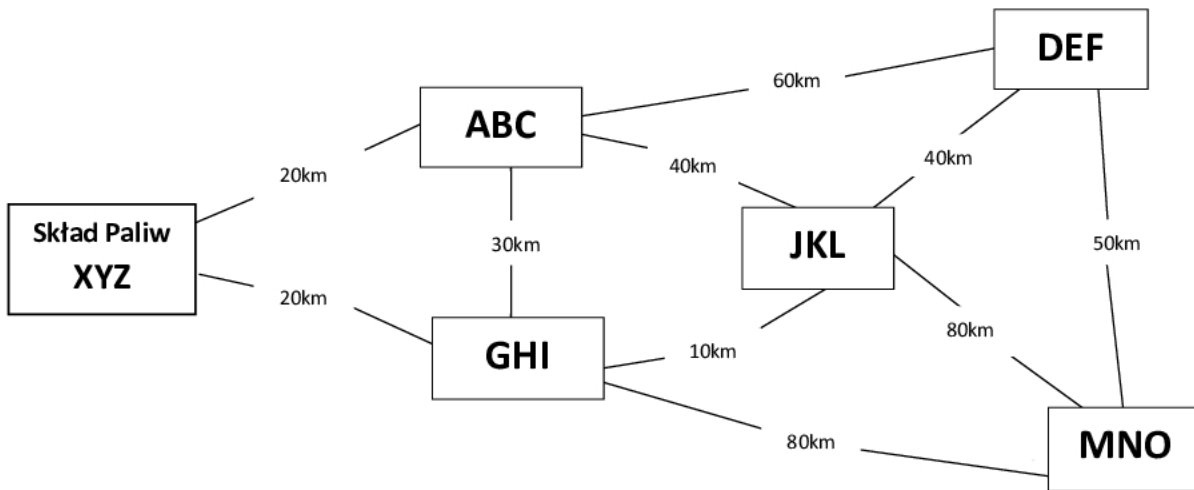 DEF
60km
ABC
40km
40km
20km
Skład Paliw
XYZ
JKL
30km
50km
20km
80km
GHI
10km
80km
MNO